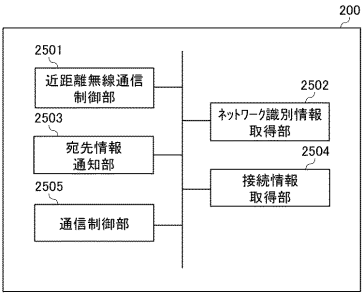 200
2501
近距離無線通信
制御部
2502
ネットワーク識別情報
取得部
2503
宛先情報
通知部
2504
接続情報
取得部
2505
通信制御部